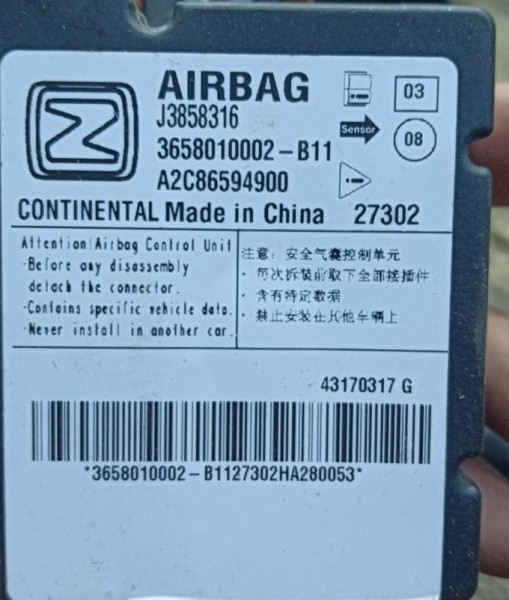 AIRBAG
J3858316
3658010002-B11
A2C86594900
03
Sensor
08
CONTINENTAL Made in China 27302
Attention!Airbag Control Unit
·Before any disassembly
detach the connector.
·Contains specific vehicle data.
·Never install in another car.
注意:安全气囊控制单元
·每次拆装前取下全部接插件
·含有特定数据
·禁止安装在其他车辆上
43170317 G
*3658010002-B1127302HA280053*